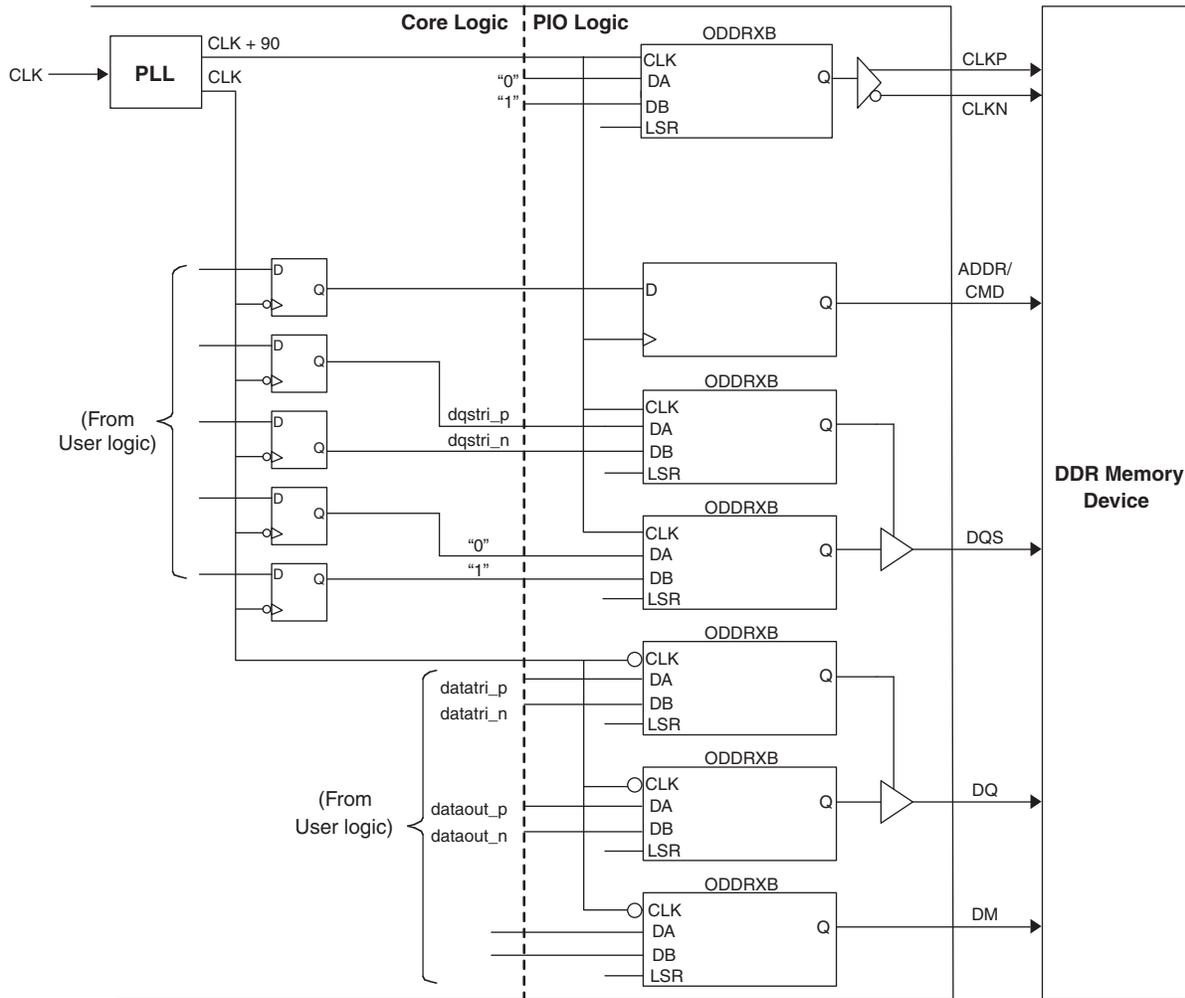 Core Logic
PIO Logic
ODDRXB
CLK + 90
CLK
PLL
CLK
"0"
"1"
CLK
DA
DB
LSR
Q
CLKP
CLKN
D
Q
D
Q
ADDR/
CMD
D
Q
ODDRXB
dqstri_p
dqstri_n
CLK
DA
DB
LSR
Q
(From
User logic)
D
Q
DDR Memory
Device
D
Q
"0"
"1"
ODDRXB
CLK
DA
DB
LSR
Q
DQS
D
Q
ODDRXB
datatri_p
datatri_n
CLK
DA
DB
LSR
Q
ODDRXB
(From
User logic)
dataout_p
dataout_n
CLK
DA
DB
LSR
Q
DQ
ODDRXB
CLK
DA
DB
LSR
Q
DM